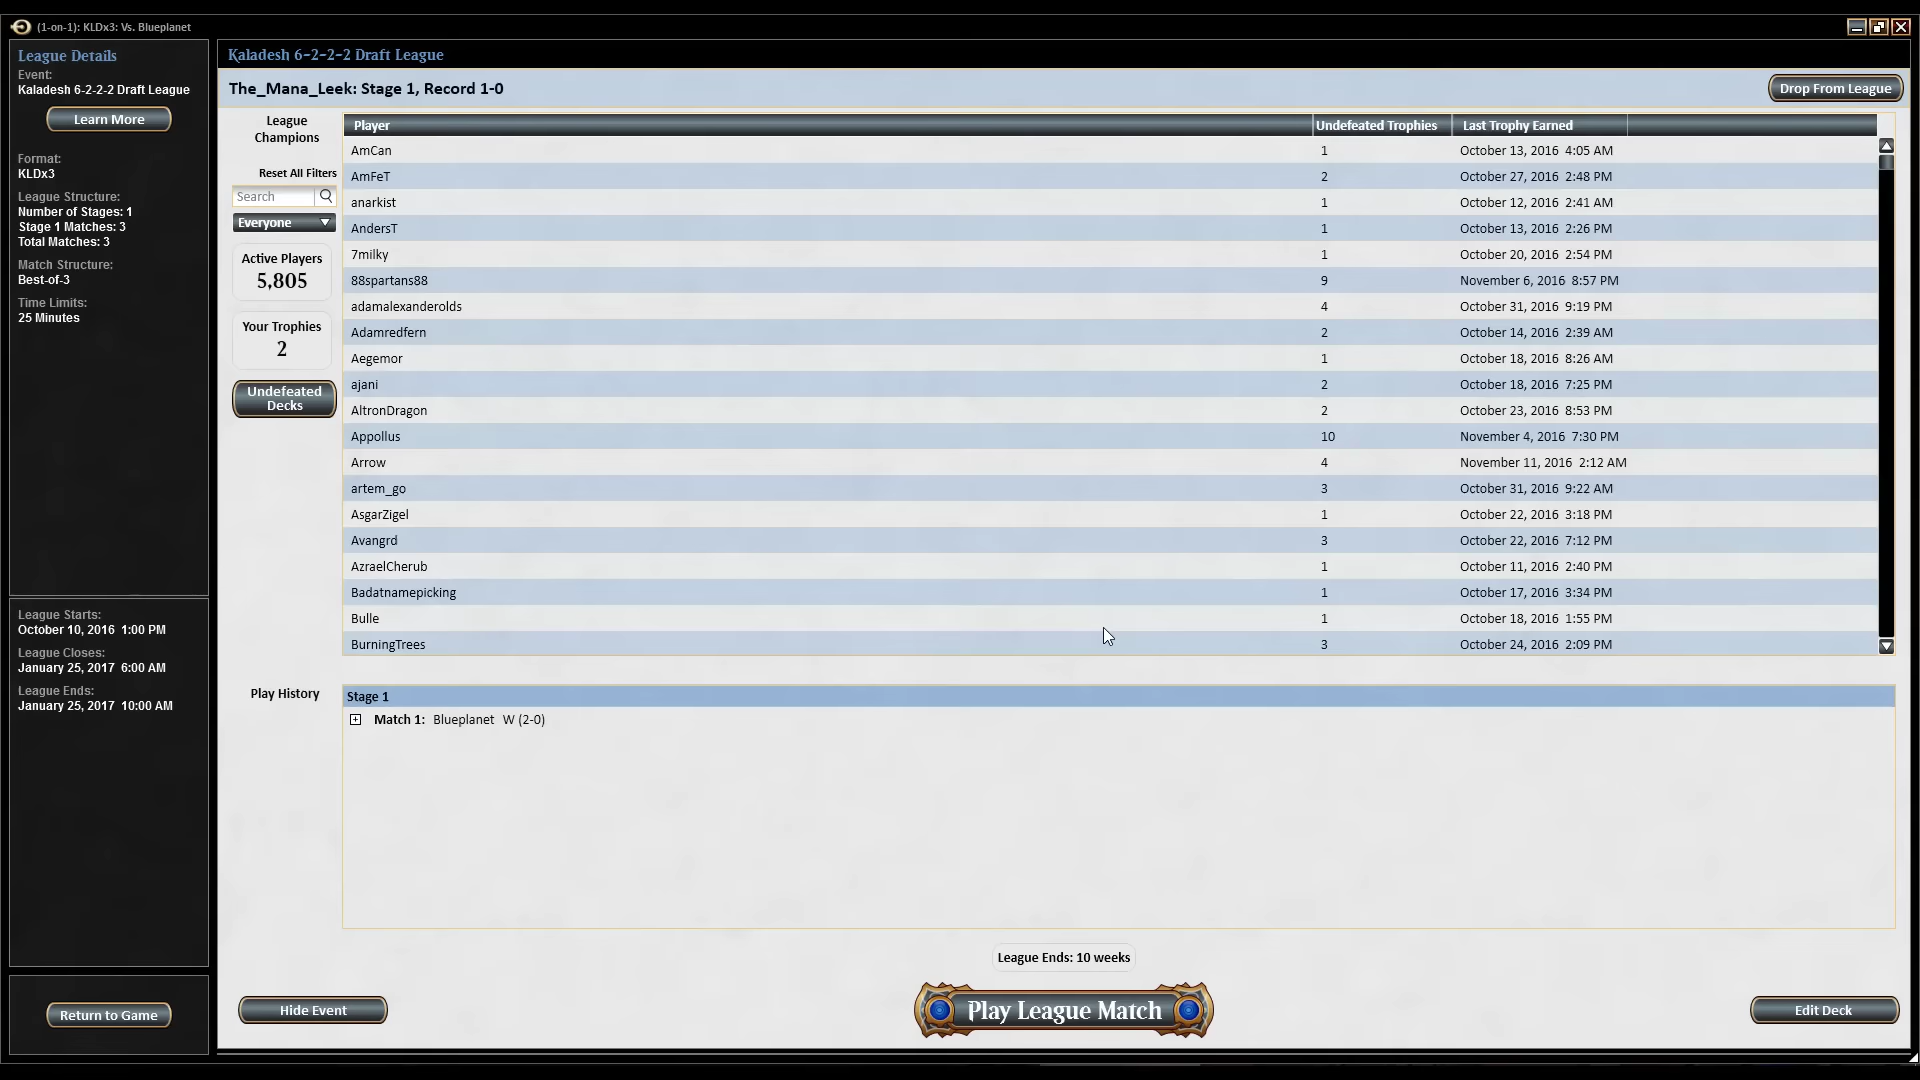 (1-on-1): KLDx3: Vs. Blueplanet
League Details
Event:
Kaladesh 6-2-2-2 Draft League
Learn More
Format:
KLDx3
League Structure:
Number of Stages: 1
Stage 1 Matches: 3
Total Matches: 3
Match Structure:
Best-of-3
Time Limits:
25 Minutes
League Starts:
October 10, 2016 1:00 PM
League Closes:
January 25, 2017 6:00 AM
League Ends:
January 25, 2017 10:00 AM
Return to Game
Kaladesh 6-2-2-2 Draft League
The_Mana_Leek: Stage 1, Record 1-0
Drop From League
League
Champions
Reset All Filters
Search
Everyone
Active Players
5,805
Your Trophies
2
Undefeated
Decks
Player Undefeated Trophies Last Trophy Earned
AmCan 1 October 13, 2016 4:05 AM
AmFeT 2 October 27, 2016 2:48 PM
anarkist 1 October 12, 2016 2:41 AM
AndersT 1 October 13, 2016 2:26 PM
7milky 1 October 20, 2016 2:54 PM
88spartans88 9 November 6, 2016 8:57 PM
adamalexanderolds 4 October 31, 2016 9:19 PM
Adamredfern 2 October 14, 2016 2:39 AM
Aegemor 1 October 18, 2016 8:26 AM
ajani 2 October 18, 2016 7:25 PM
AltronDragon 2 October 23, 2016 8:53 PM
Appollus 10 November 4, 2016 7:30 PM
Arrow 4 November 11, 2016 2:12 AM
artem_go 3 October 31, 2016 9:22 AM
AsgarZigel 1 October 22, 2016 3:18 PM
Avangrd 3 October 22, 2016 7:12 PM
AzraelCherub 1 October 11, 2016 2:40 PM
Badatnamepicking 1 October 17, 2016 3:34 PM
Bulle 1 October 18, 2016 1:55 PM
BurningTrees 3 October 24, 2016 2:09 PM
Play History
Stage 1
Match 1: Blueplanet W (2-0)
League Ends: 10 weeks
Hide Event
Play League Match
Edit Deck